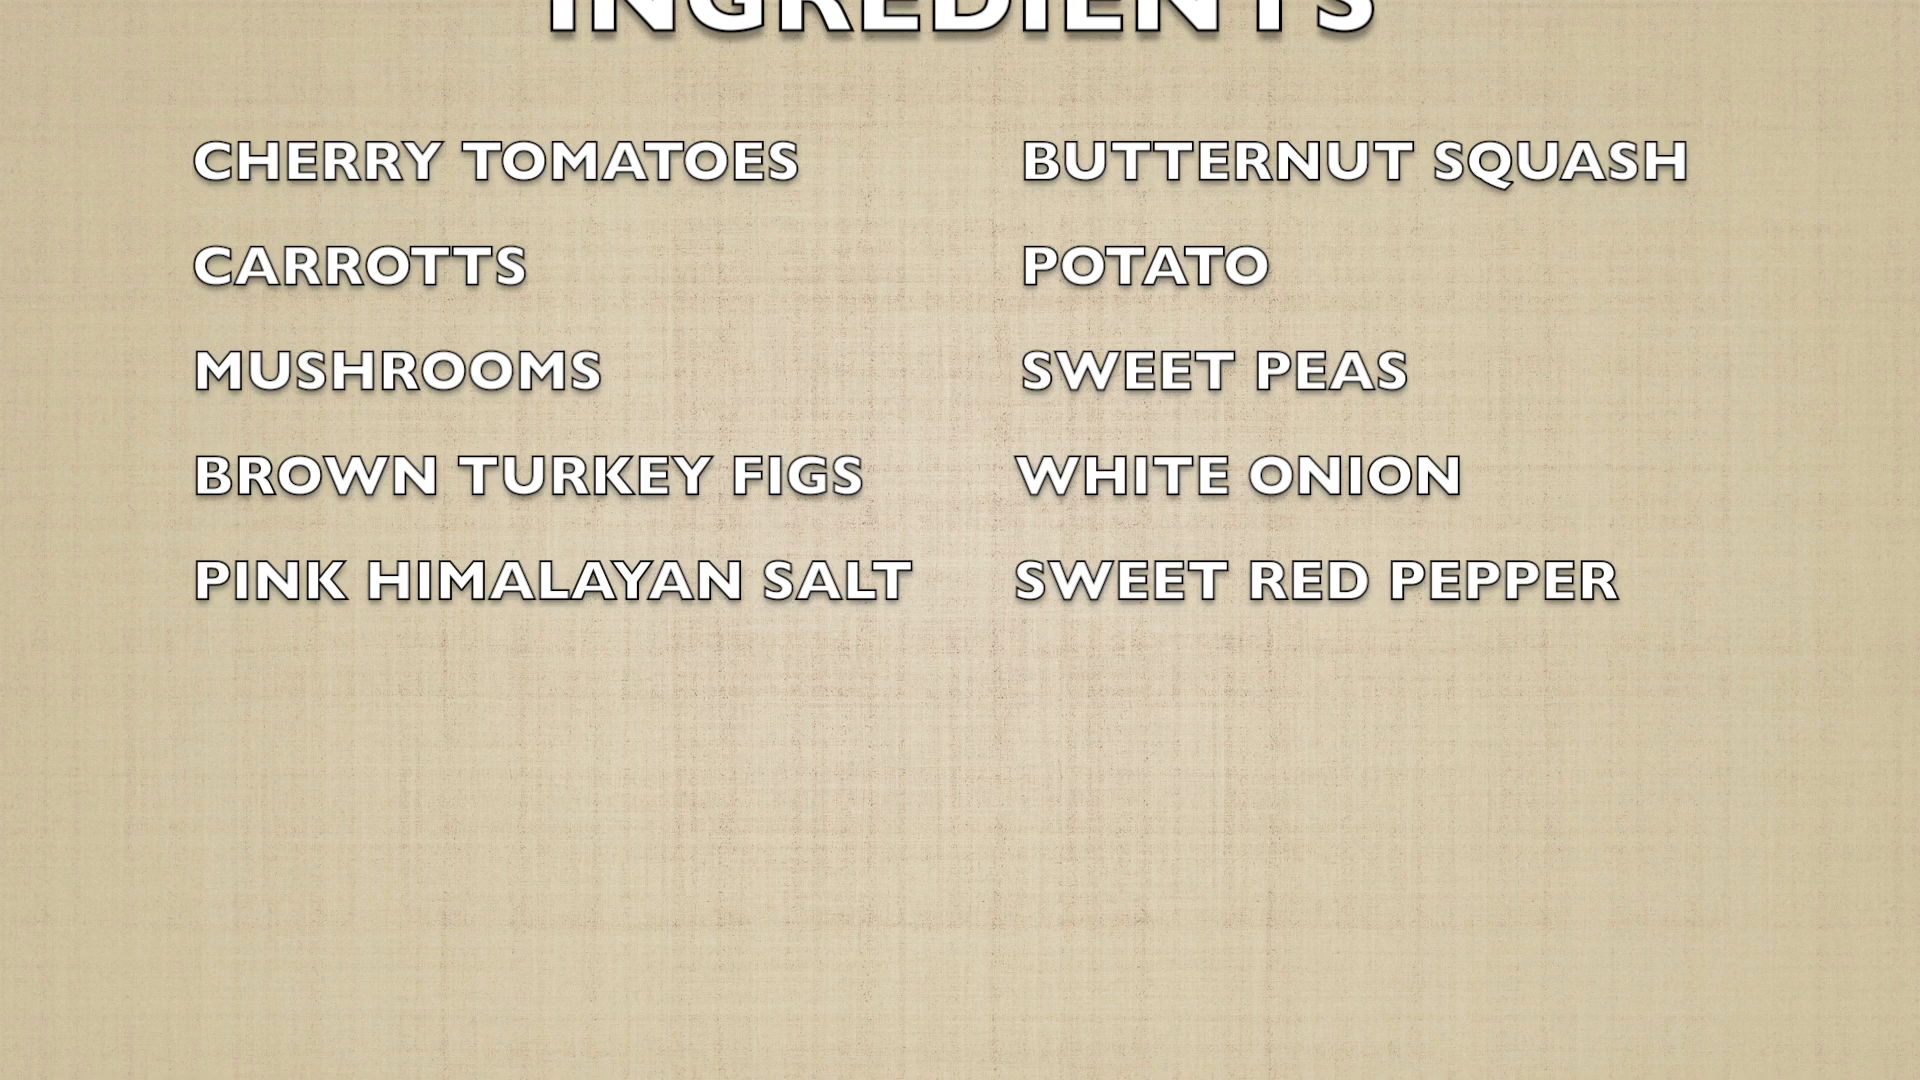 INGREDIENTS
CHERRY TOMATOES
CARROTTS
MUSHROOMS
BROWN TURKEY FIGS
PINK HIMALAYAN SALT
BUTTERNUT SQUASH
POTATO
SWEET PEAS
WHITE ONION
SWEET RED PEPPER